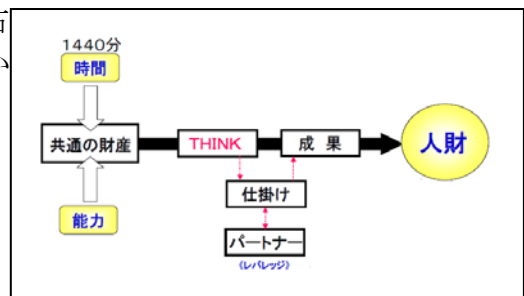 1440分
時間
共通の財産
THINK
成 果
人財
仕掛け
能力
パートナー
《レバレッジ》